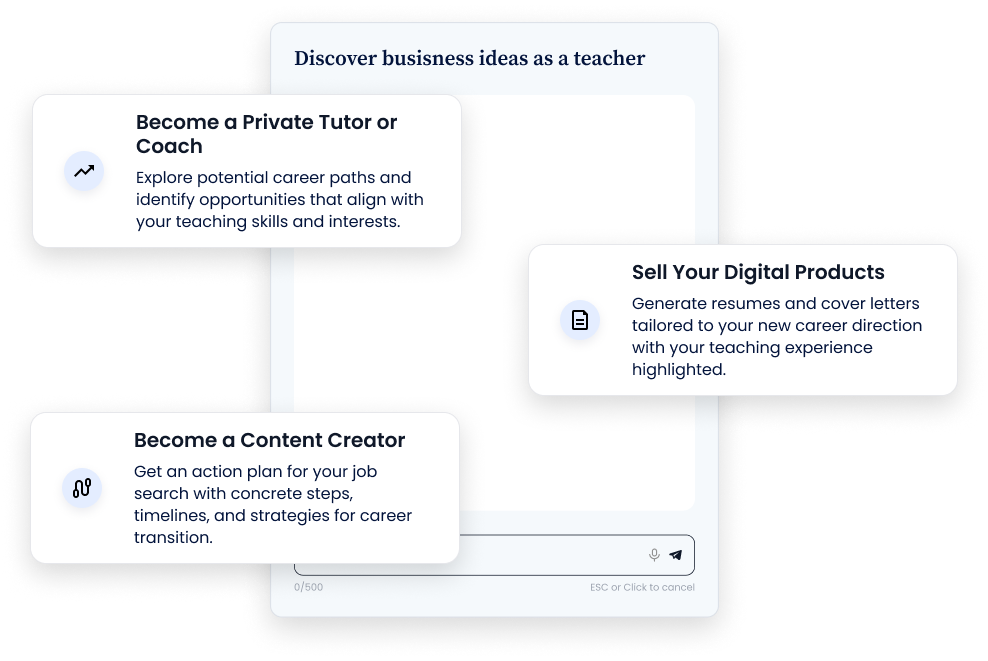 Discover busisness ideas as a teacher
Become a Private Tutor or
Coach
Explore potential career paths and
identify opportunities that align with
your teaching skills and interests.
Sell Your Digital Products
Generate resumes and cover letters
tailored to your new career direction
with your teaching experience
highlighted.
Become a Content Creator
Get an action plan for your job
search with concrete steps,
timelines, and strategies for career
transition.
0/500
ESC or Click to cancel